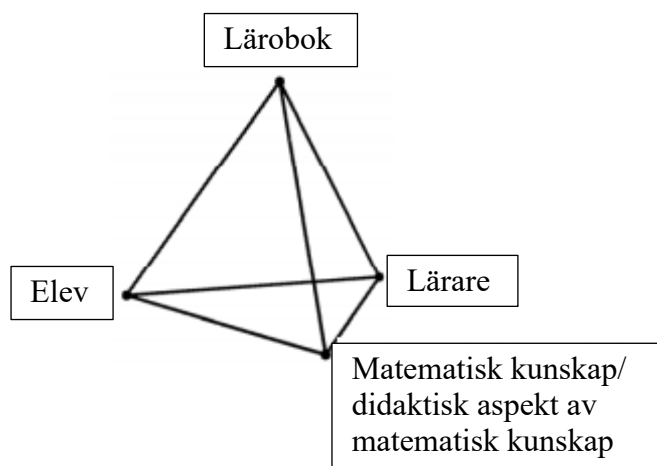 Lärobok
Elev
Lärare
Matematisk kunskap/
didaktisk aspekt av
matematisk kunskap